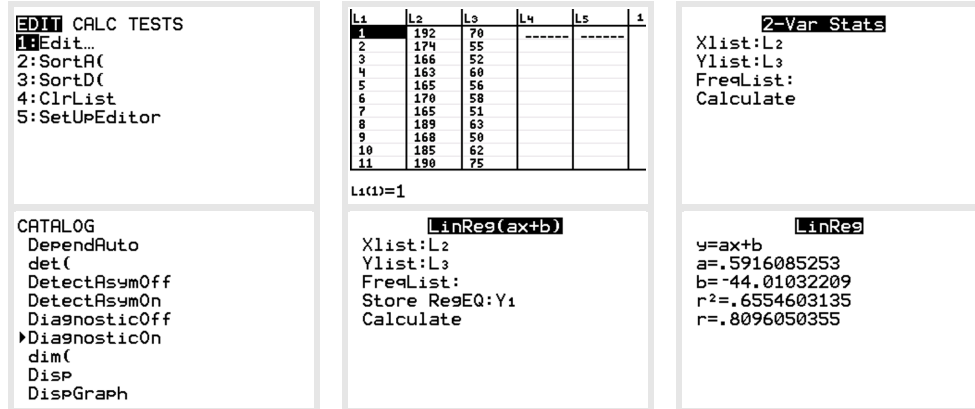 EDIT CALC TESTS
1:Edit…
2:SortA(
3:SortD(
4:ClrList
5:SetUpEditor
L1 L2 L3 L4 L5 1
1 192 70 ------ ------
2 174 55
3 166 52
4 163 60
5 165 56
6 170 58
7 165 51
8 189 63
9 168 50
10 185 62
11 190 75
L1(1)=1
2-Var Stats
Xlist:L2
Ylist:L3
FreqList:
Calculate
CATALOG
DependAuto
det(
DetectAsymOff
DetectAsymOn
DiagnosticOff
▶DiagnosticOn
dim(
Disp
DispGraph
LinReg(ax+b)
Xlist:L2
Ylist:L3
FreqList:
Store RegEQ:Y1
Calculate
LinReg
y=ax+b
a=.5916085253
b=-44.01032209
r²=.6554603135
r=.8096050355